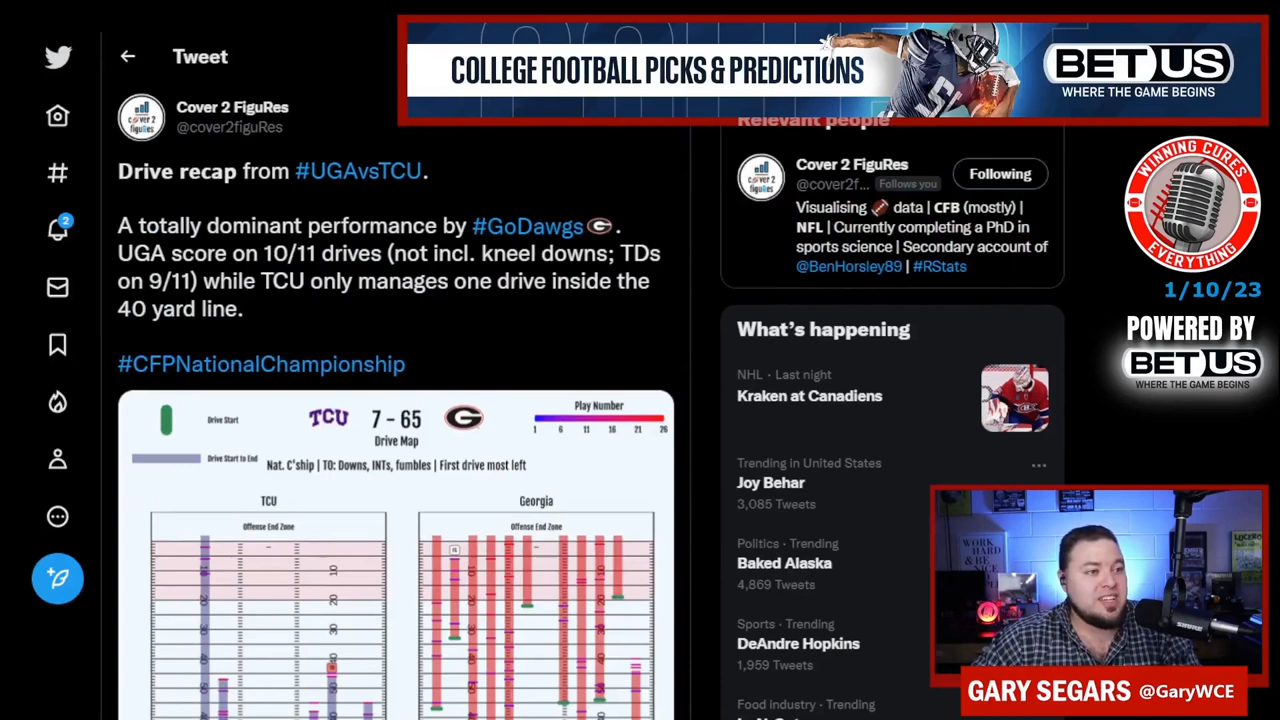 Tweet
COLLEGE FOOTBALL PICKS & PREDICTIONS
BETUS
WHERE THE GAME BEGINS
Cover 2 FiguRes
@cover2figuRes
Drive recap from #UGAvsTCU.
A totally dominant performance by #GoDawgs
UGA score on 10/11 drives (not incl. kneel downs; TDs
on 9/11) while TCU only manages one drive inside the
40 yard line.
#CFPNationalChampionship
Drive Start
TCU 7 - 65 G
Drive Map
Play Number
1 6 11 16 21 26
Drive Start to End
Nat. C'ship | TO: Downs, INTs, fumbles | First drive most left
TCU
Offense End Zone
Georgia
Offense End Zone
Relevant people
Cover 2 FiguRes
@cover2f... Follows you
Following
Visualising 🏈 data | CFB (mostly) |
NFL | Currently completing a PhD in
sports science | Secondary account of
@BenHorsley89 | #RStats
What's happening
NHL · Last night
Kraken at Canadiens
Trending in United States
Joy Behar
3,085 Tweets
Politics · Trending
Baked Alaska
4,869 Tweets
Sports · Trending
DeAndre Hopkins
1,959 Tweets
Food industry · Trending
WINNING CURES
EVERYTHING
1/10/23
POWERED BY
BETUS
WHERE THE GAME BEGINS
WORK
HARD
SHURE
GARY SEGARS @GaryWCE